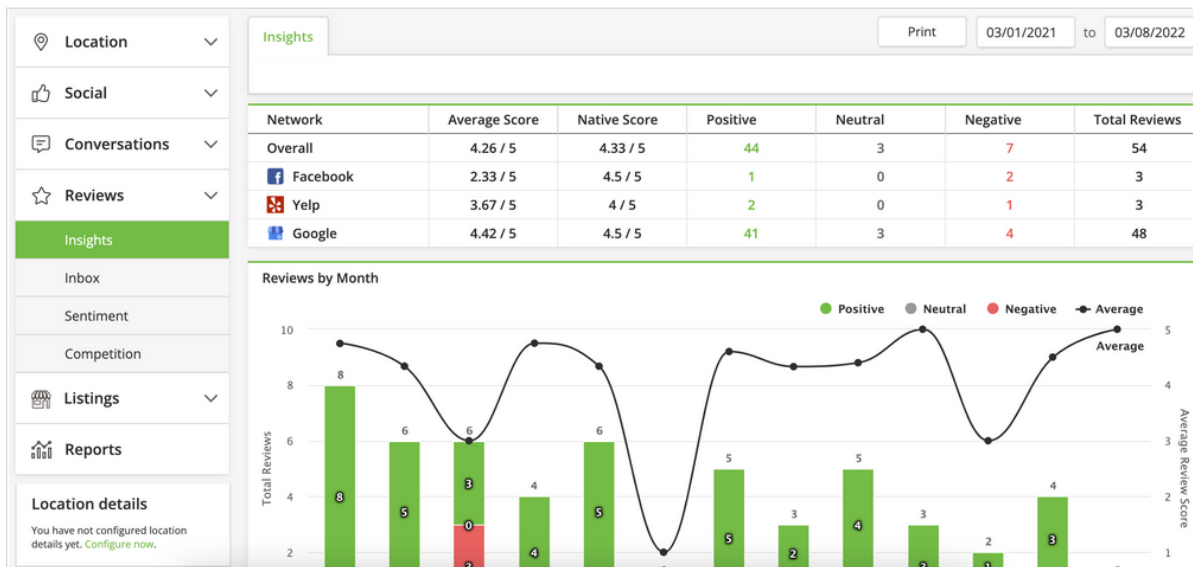 Location
Social
Conversations
Reviews
Insights
Inbox
Sentiment
Competition
Listings
Reports
Location details
You have not configured location
details yet. Configure now.
Insights
Print 03/01/2021 to 03/08/2022
Network Average Score Native Score Positive Neutral Negative Total Reviews
Overall 4.26 / 5 4.33 / 5 44 3 7 54
Facebook 2.33 / 5 4.5 / 5 1 0 2 3
Yelp 3.67 / 5 4 / 5 2 0 1 3
Google 4.42 / 5 4.5 / 5 41 3 4 48
Reviews by Month
Positive Neutral Negative Average
10 5
Average
8 8 4
6 6 6 6 3
5 5
4 4 4 2
3 3
2 2 1
8 5 3 0 4 5 5 2 4 3
Total Reviews
Average Review Score